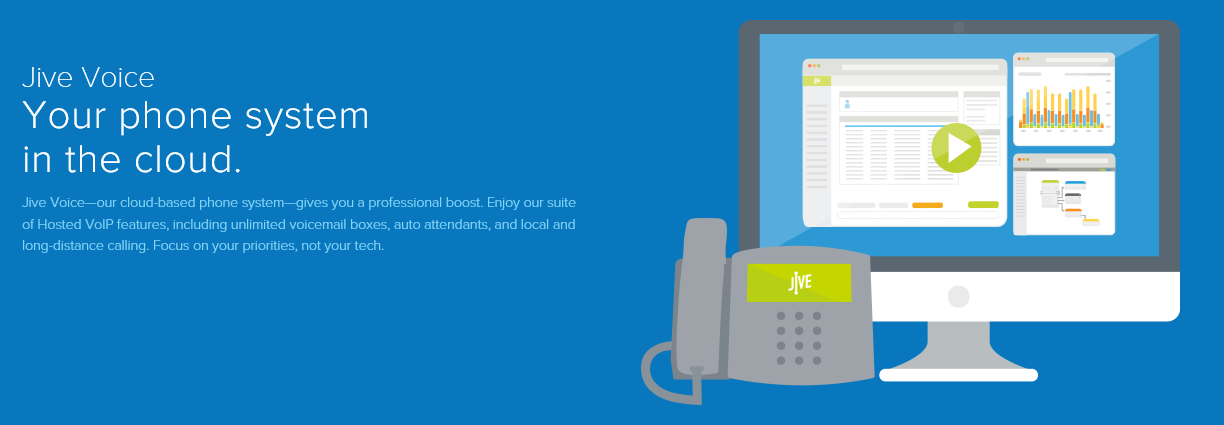 Jive Voice
Your phone system
in the cloud.
Jive Voice—our cloud-based phone system—gives you a professional boost. Enjoy our suite
of Hosted VoIP features, including unlimited voicemail boxes, auto attendants, and local and
long-distance calling. Focus on your priorities, not your tech.
JIVE